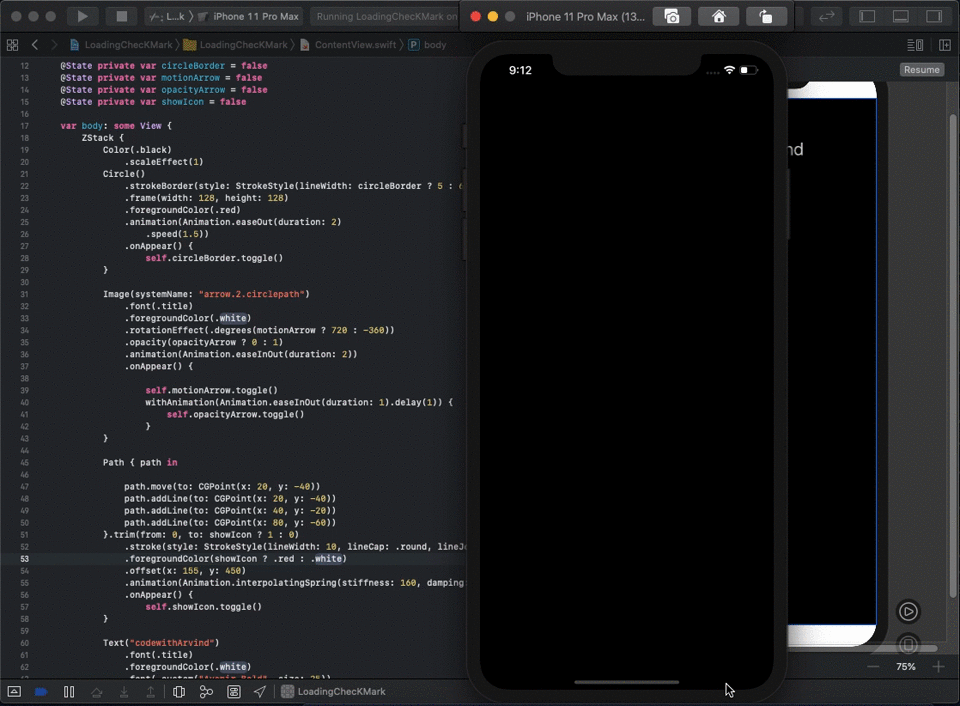 LoadingChecKMark
L...k
iPhone 11 Pro Max
Running LoadingChecKMark on
iPhone 11 Pro Max (13...
LoadingChecKMark
LoadingChecKMark
ContentView.swift
P
body
9:12
Resume
nd
12 @State private var circleBorder = false
13 @State private var motionArrow = false
14 @State private var opacityArrow = false
15 @State private var showIcon = false
16
17 var body: some View {
18 ZStack {
19 Color(.black)
20 .scaleEffect(1)
21 Circle()
22 .strokeBorder(style: StrokeStyle(lineWidth: circleBorder ? 5 : 6
23 .frame(width: 128, height: 128)
24 .foregroundColor(.red)
25 .animation(Animation.easeOut(duration: 2)
26 .speed(1.5))
27 .onAppear() {
28 self.circleBorder.toggle()
29 }
30
31 Image(systemName: "arrow.2.circlepath")
32 .font(.title)
33 .foregroundColor(.white)
34 .rotationEffect(.degrees(motionArrow ? 720 : -360))
35 .opacity(opacityArrow ? 0 : 1)
36 .animation(Animation.easeInOut(duration: 2))
37 .onAppear() {
38
39 self.motionArrow.toggle()
40 withAnimation(Animation.easeInOut(duration: 1).delay(1)) {
41 self.opacityArrow.toggle()
42 }
43 }
44
45 Path { path in
46
47 path.move(to: CGPoint(x: 20, y: -40))
48 path.addLine(to: CGPoint(x: 20, y: -40))
49 path.addLine(to: CGPoint(x: 40, y: -20))
50 path.addLine(to: CGPoint(x: 80, y: -60))
51 }.trim(from: 0, to: showIcon ? 1 : 0)
52 .stroke(style: StrokeStyle(lineWidth: 10, lineCap: .round, lineJo
53 .foregroundColor(showIcon ? .red : .white)
54 .offset(x: 155, y: 450)
55 .animation(Animation.interpolatingSpring(stiffness: 160, damping:
56 .onAppear() {
57 self.showIcon.toggle()
58 }
59
60 Text("codewithArvind")
61 .font(.title)
62 .foregroundColor(.white)
75%
LoadingChecKMark